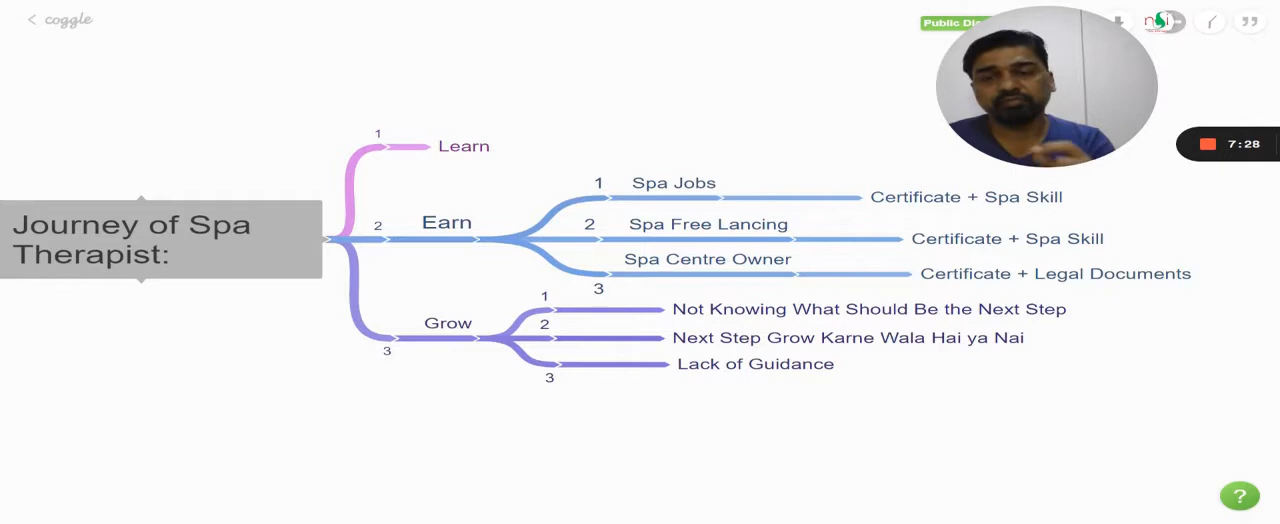 coggle
Public Di
nSi
7:28
1
Learn
Journey of Spa
Therapist:
2
Earn
1
Spa Jobs
Certificate + Spa Skill
2
Spa Free Lancing
Certificate + Spa Skill
3
Spa Centre Owner
Certificate + Legal Documents
3
Grow
1
Not Knowing What Should Be the Next Step
2
Next Step Grow Karne Wala Hai ya Nai
3
Lack of Guidance
?